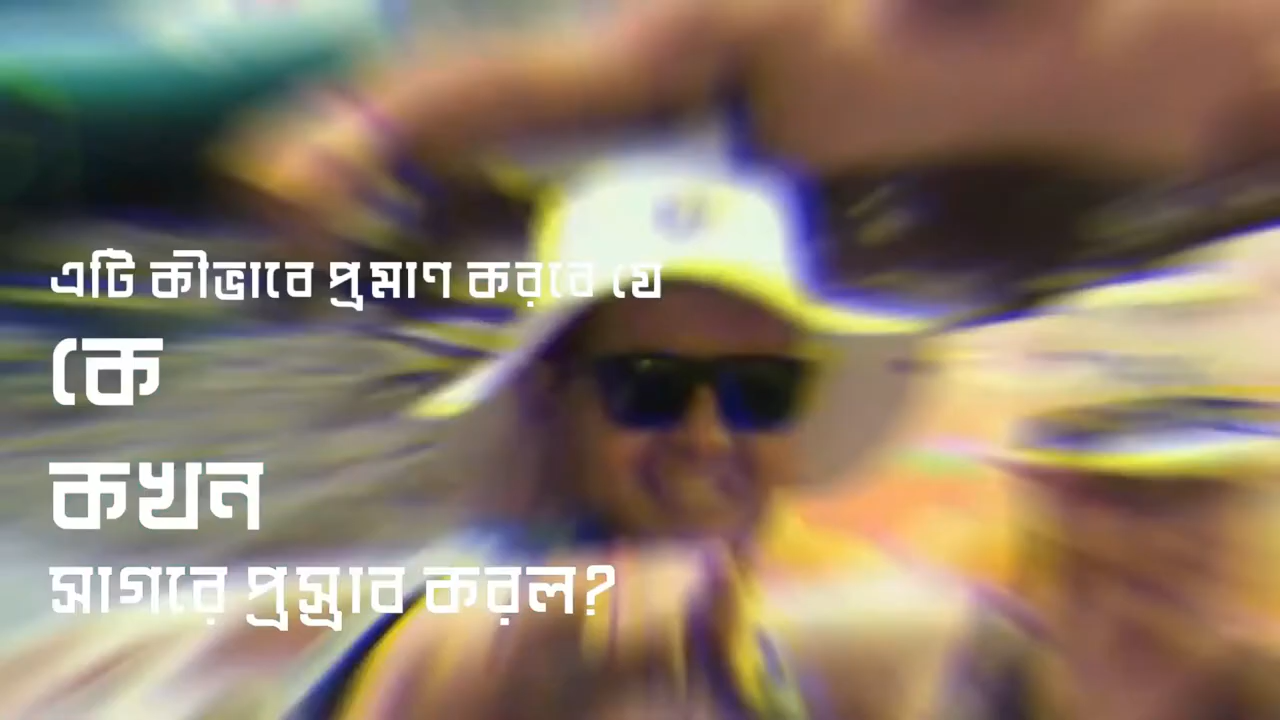 এটি কীভাবে প্রমাণ করবে যে
কে
কখন
সাগরে প্রস্রাব করল?